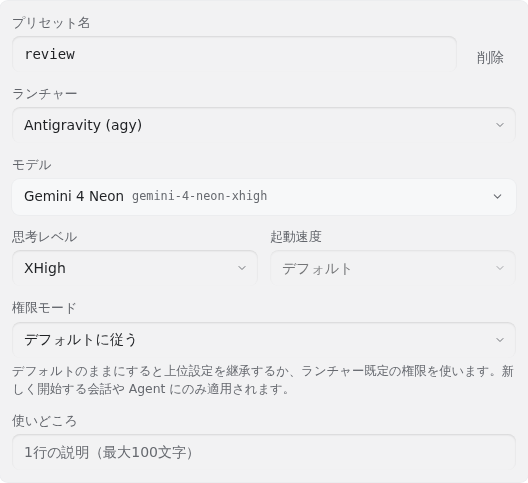 プリセット名
review
削除
ランチャー
Antigravity (agy)
モデル
Gemini 4 Neon gemini-4-neon-xhigh
思考レベル
起動速度
XHigh
デフォルト
権限モード
デフォルトに従う
デフォルトのままにすると上位設定を継承するか、ランチャー既定の権限を使います。新
しく開始する会話や Agent にのみ適用されます。
使いどころ
1行の説明（最大100文字）